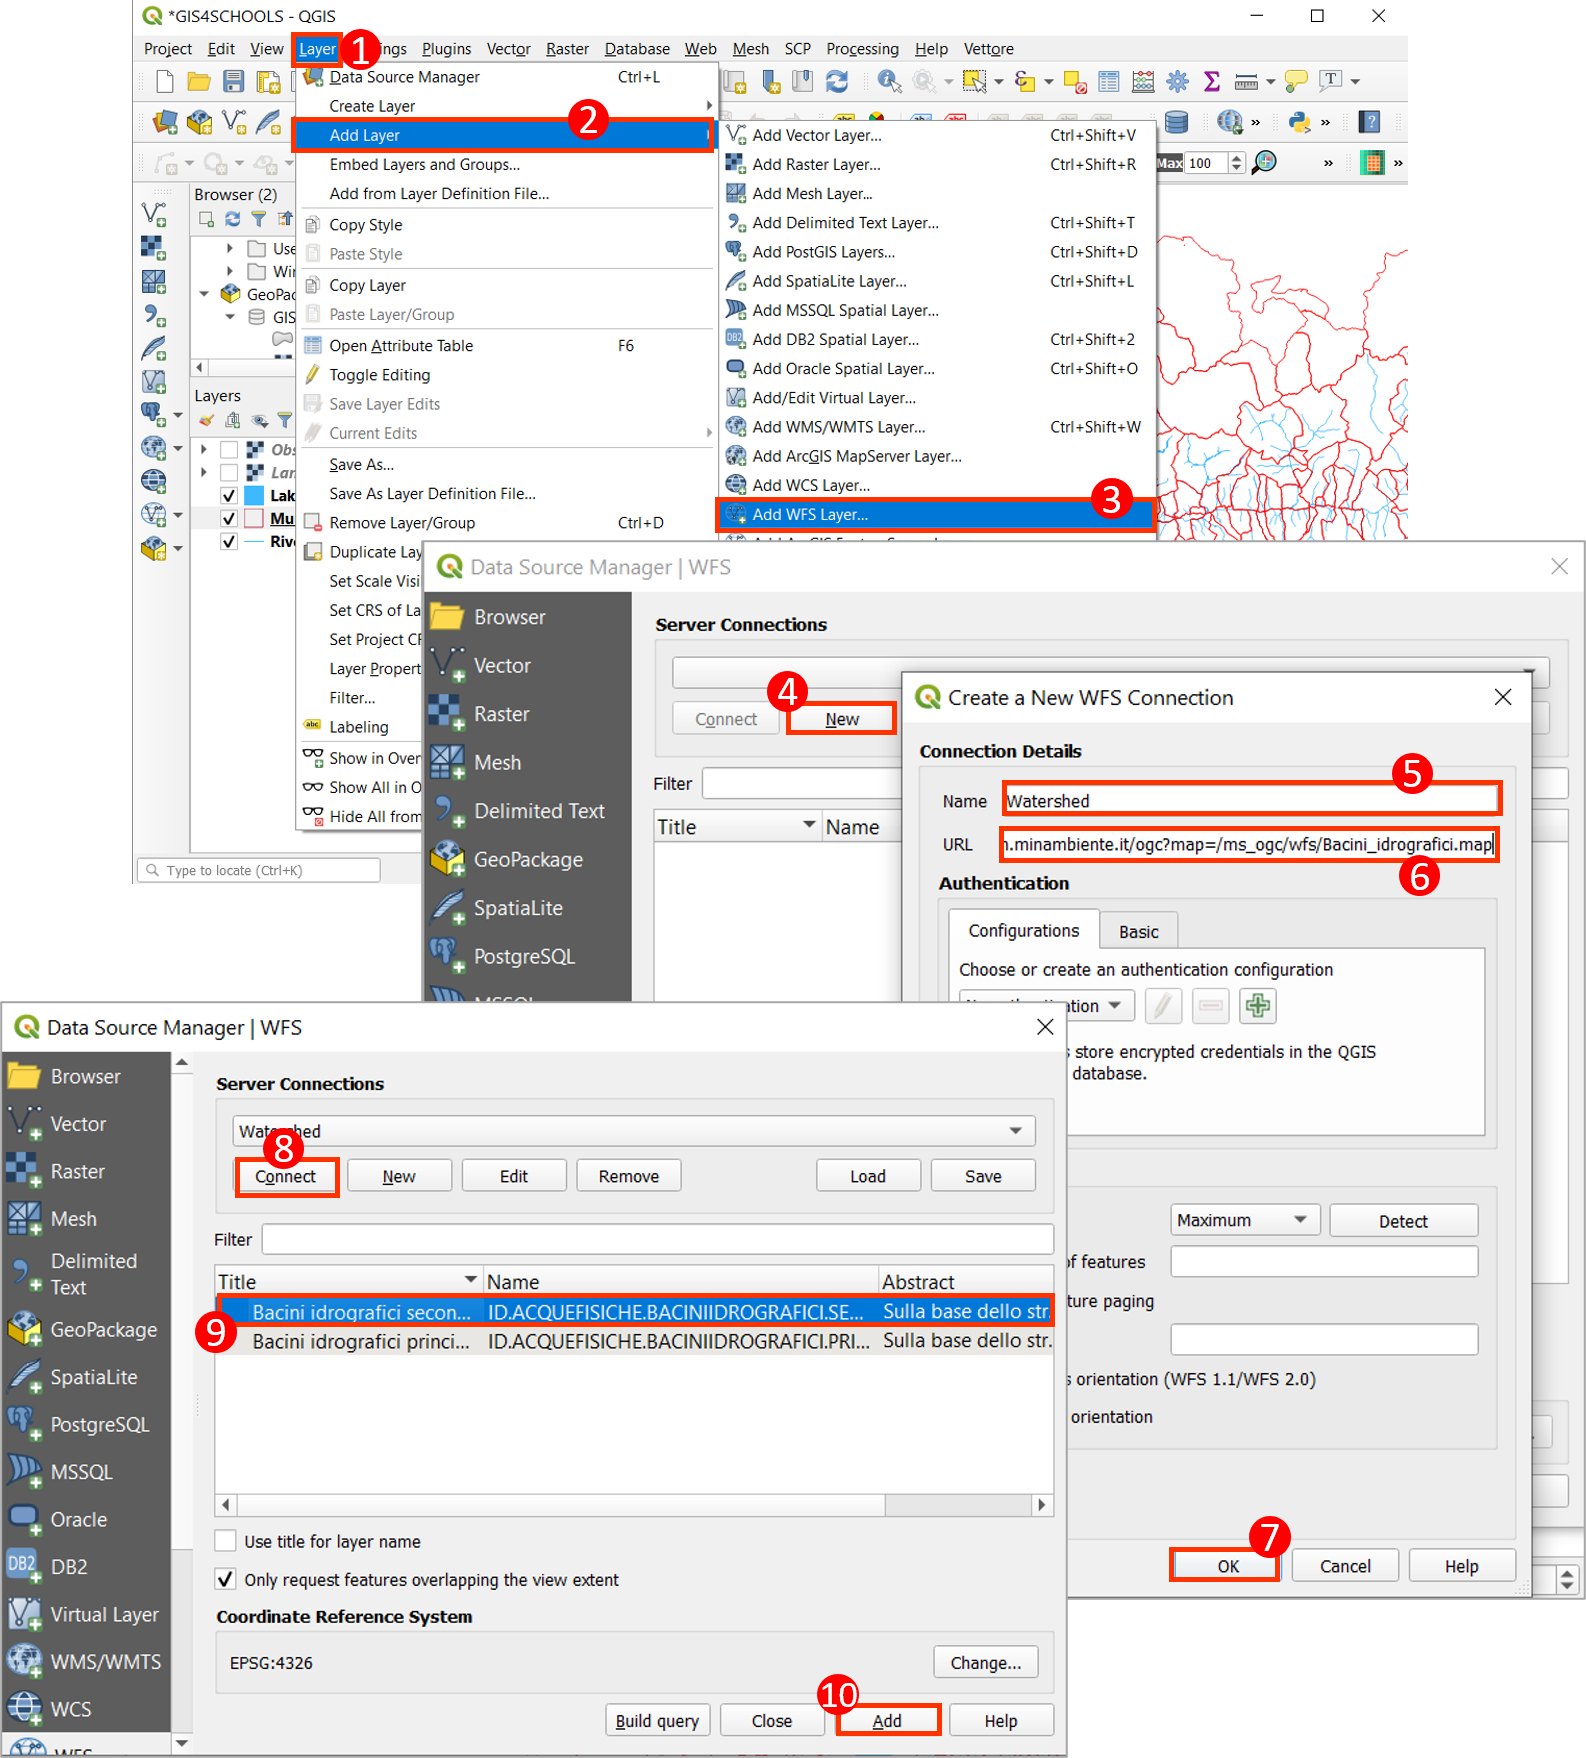 *GIS4SCHOOLS - QGIS
Project Edit View Layer ings Plugins Vector Raster Database Web Mesh SCP Processing Help Vettore
1
Data Source Manager Ctrl+L
Create Layer
2
Add Layer
Embed Layers and Groups...
Add from Layer Definition File...
Copy Style
Paste Style
Copy Layer
Paste Layer/Group
Open Attribute Table F6
Toggle Editing
Save Layer Edits
Current Edits
Save As...
Save As Layer Definition File...
Remove Layer/Group Ctrl+D
Duplicate Lay
Set Scale Visi
Set CRS of La
Set Project CR
Layer Propert
Filter...
abc Labeling
Show in Over
Show All in O
Hide All from
Add Vector Layer... Ctrl+Shift+V
Add Raster Layer... Ctrl+Shift+R
Add Mesh Layer...
Add Delimited Text Layer... Ctrl+Shift+T
Add PostGIS Layers... Ctrl+Shift+D
Add SpatiaLite Layer... Ctrl+Shift+L
Add MSSQL Spatial Layer...
DB2 Add DB2 Spatial Layer... Ctrl+Shift+2
Add Oracle Spatial Layer... Ctrl+Shift+O
Add/Edit Virtual Layer...
Add WMS/WMTS Layer... Ctrl+Shift+W
Add ArcGIS MapServer Layer...
Add WCS Layer...
3
Add WFS Layer...
Max 100
Browser (2)
Use
Wir
GeoPac
GIS
Layers
Obs
Lan
Lak
Mu
Rive
Type to locate (Ctrl+K)
Data Source Manager | WFS
Browser
Vector
Raster
Mesh
Delimited Text
GeoPackage
SpatiaLite
PostgreSQL
MSSQL
Server Connections
4
Connect New
Filter
Title Name
Create a New WFS Connection
Connection Details
5
Name Watershed
URL n.minambiente.it/ogc?map=/ms_ogc/wfs/Bacini_idrografici.map
6
Authentication
Configurations Basic
Choose or create an authentication configuration
ation
s store encrypted credentials in the QGIS
database.
Maximum Detect
of features
ture paging
s orientation (WFS 1.1/WFS 2.0)
orientation
7
OK Cancel Help
Data Source Manager | WFS
Browser
Vector
Raster
Mesh
Delimited
Text
GeoPackage
SpatiaLite
PostgreSQL
MSSQL
Oracle
DB2 DB2
Virtual Layer
WMS/WMTS
WCS
WFS
Server Connections
Watershed
8
Connect New Edit Remove Load Save
Filter
Title Name Abstract
Bacini idrografici secon... ID.ACQUEFISICHE.BACINIIDROGRAFICI.SE... Sulla base dello str.
9
Bacini idrografici princi... ID.ACQUEFISICHE.BACINIIDROGRAFICI.PRI... Sulla base dello str.
Use title for layer name
Only request features overlapping the view extent
Coordinate Reference System
EPSG:4326 Change...
10
Build query Close Add Help